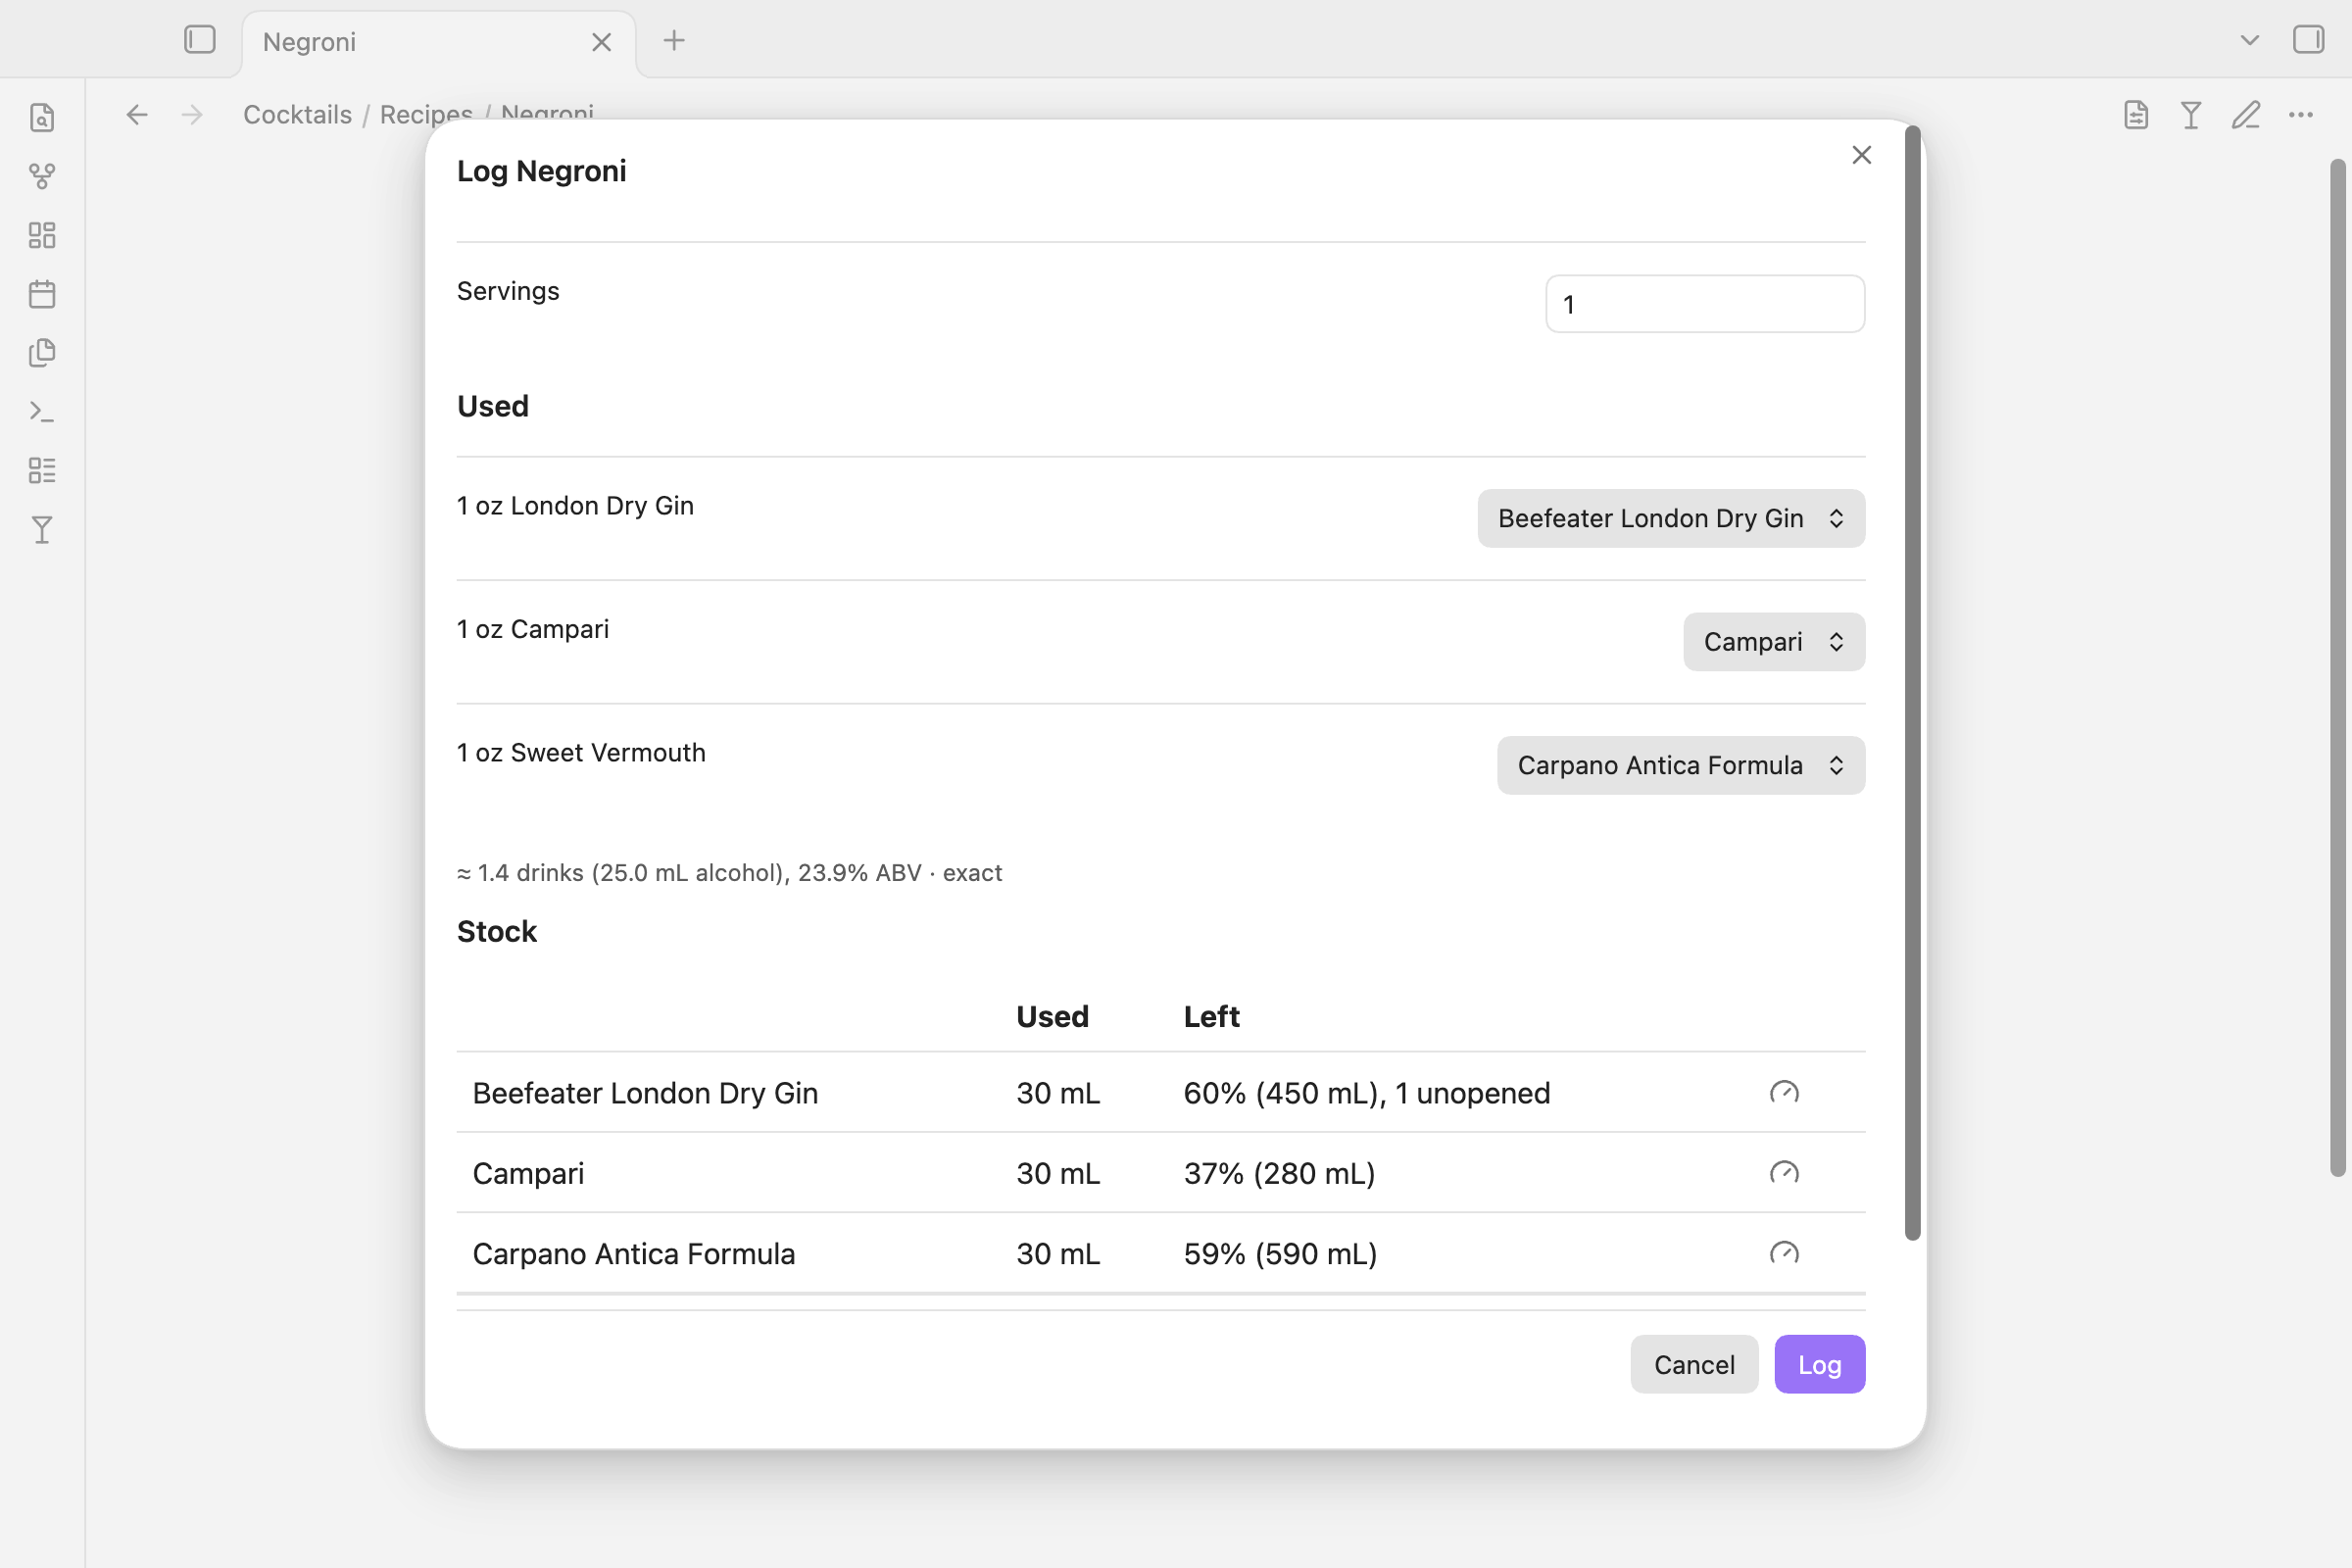 Negroni
Cocktails / Recipes / Negroni
Log Negroni
Servings
1
Used
1 oz London Dry Gin
Beefeater London Dry Gin
1 oz Campari
Campari
1 oz Sweet Vermouth
Carpano Antica Formula
≈ 1.4 drinks (25.0 mL alcohol), 23.9% ABV · exact
Stock
Used Left
Beefeater London Dry Gin 30 mL 60% (450 mL), 1 unopened
Campari 30 mL 37% (280 mL)
Carpano Antica Formula 30 mL 59% (590 mL)
Cancel Log